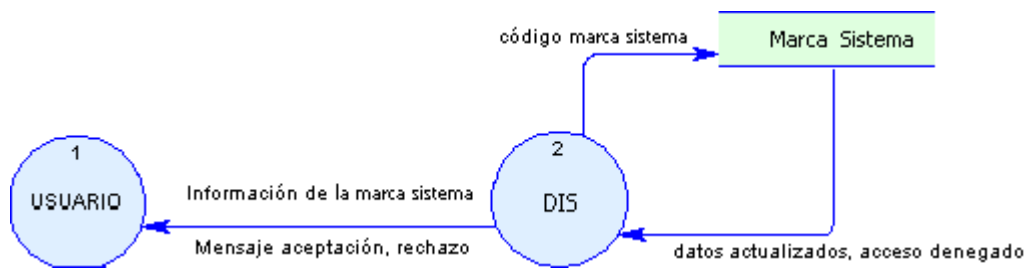 código marca sistema
Marca Sistema
1
USUARIO
Información de la marca sistema
Mensaje aceptación, rechazo
2
DIS
datos actualizados, acceso denegado